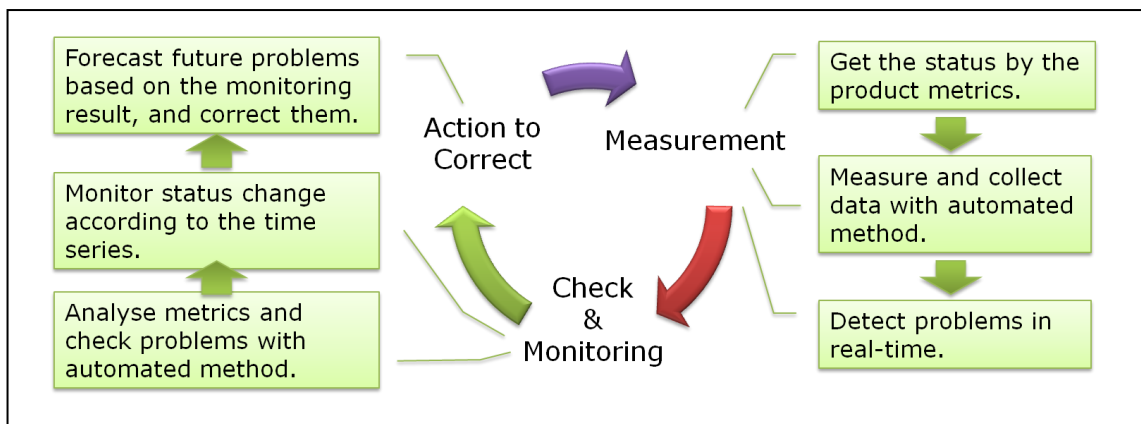 Forecast future problems
based on the monitoring
result, and correct them.
Monitor status change
according to the time
series.
Analyse metrics and
check problems with
automated method.
Action to
Correct
Measurement
Check
&
Monitoring
Get the status by the
product metrics.
Measure and collect
data with automated
method.
Detect problems in
real-time.